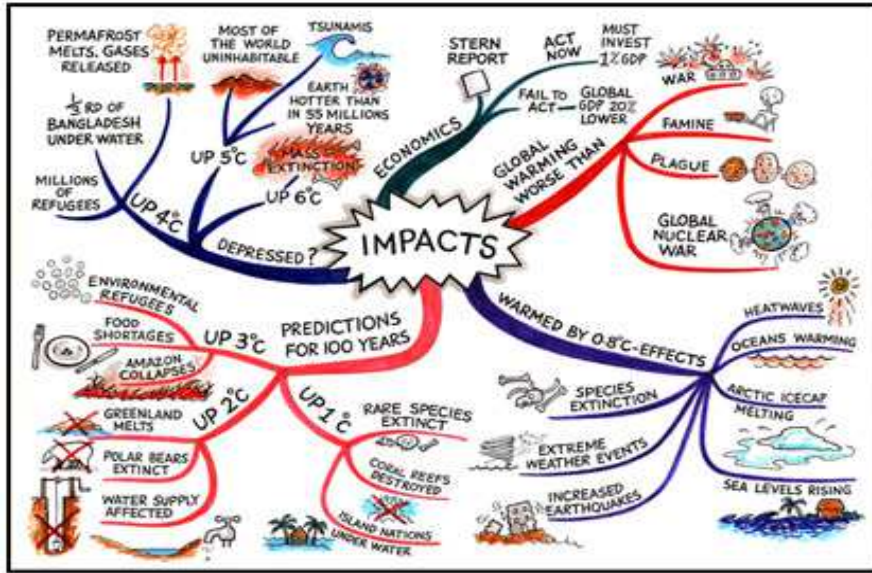 IMPACTS
ECONOMICS
STERN
REPORT
ACT
NOW
MUST
INVEST
1% GDP
FAIL TO
ACT
GLOBAL
GDP 20%
LOWER
GLOBAL
WARMING
WORSE THAN
WAR
FAMINE
PLAGUE
GLOBAL
NUCLEAR
WAR
WARMED BY 0·8°C-EFFECTS
HEATWAVES
OCEANS WARMING
ARCTIC ICECAP
MELTING
SEA LEVELS RISING
SPECIES
EXTINCTION
EXTREME
WEATHER EVENTS
INCREASED
EARTHQUAKES
PREDICTIONS
FOR 100 YEARS
UP 1°C
RARE SPECIES
EXTINCT
CORAL REEFS
DESTROYED
ISLAND NATIONS
UNDER WATER
UP 2°C
GREENLAND
MELTS
POLAR BEARS
EXTINCT
WATER SUPPLY
AFFECTED
UP 3°C
ENVIRONMENTAL
REFUGEES
FOOD
SHORTAGES
AMAZON
COLLAPSES
DEPRESSED?
UP 4°C
MILLIONS
OF
REFUGEES
⅓RD OF
BANGLADESH
UNDER WATER
PERMAFROST
MELTS, GASES
RELEASED
UP 5°C
MOST OF
THE WORLD
UNINHABITABLE
TSUNAMIS
EARTH
HOTTER THAN
IN 55 MILLIONS
YEARS
UP 6°C
MASS
EXTINCTION